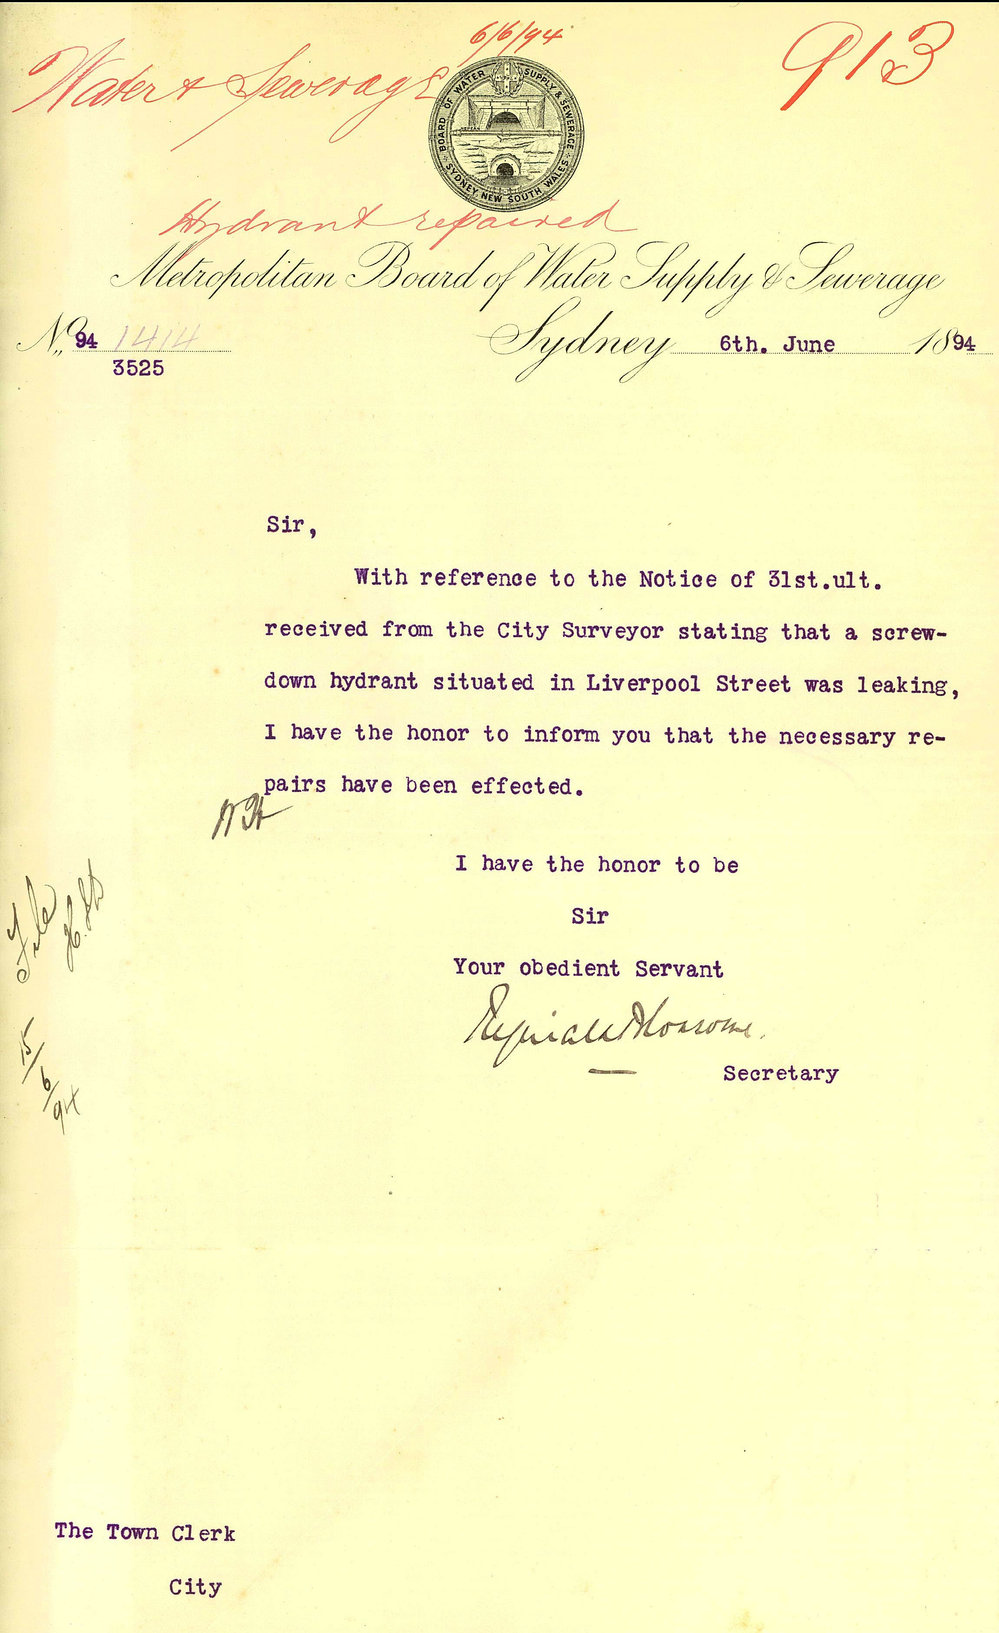 6/6/94
913
Water & Sewerage
BOARD OF WATER SUPPLY & SEWERAGE
SYDNEY NEW SOUTH WALES
Hydrant repaired
Metropolitan Board of Water Supply & Sewerage
No. 94 1414
3525
Sydney 6th. June 1894
Sir,
With reference to the Notice of 31st.ult.
received from the City Surveyor stating that a screw-
down hydrant situated in Liverpool Street was leaking,
I have the honor to inform you that the necessary re-
pairs have been effected.
I have the honor to be
Sir
Your obedient Servant
Secretary
File
15/6/94
The Town Clerk
City